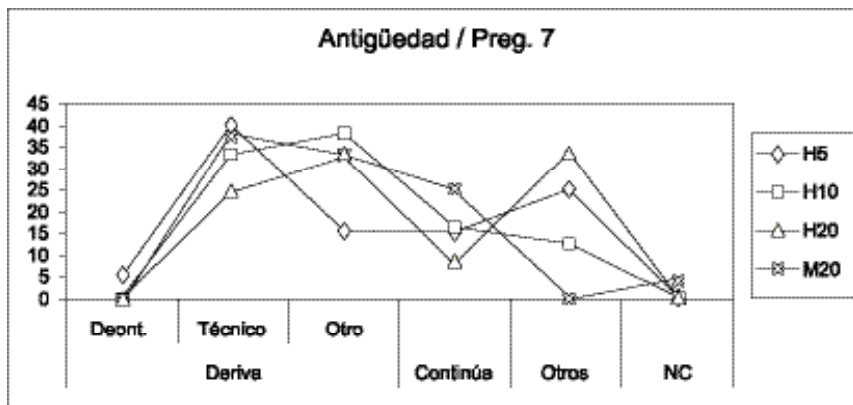 Antigüedad / Preg. 7
45
40
35
30
25
20
15
10
5
0
Deont. Técnico Otro
Deriva Continúa Otros NC
H5
H10
H20
M20